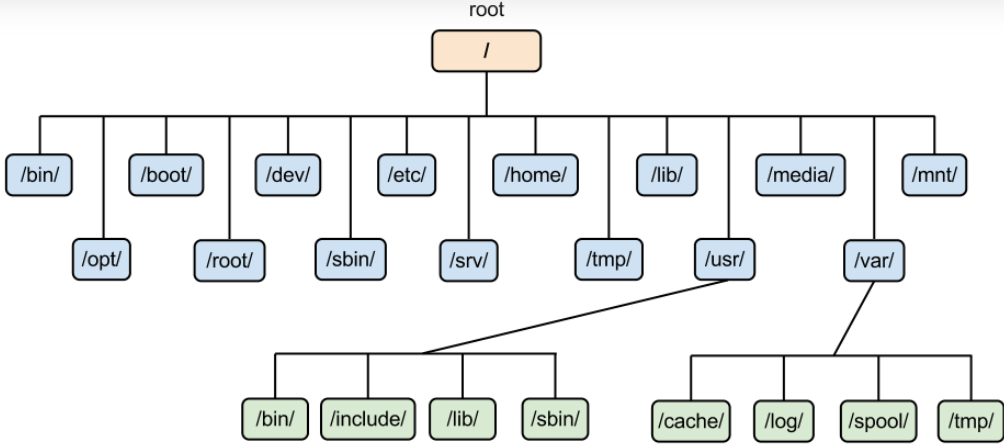 root
/
/bin/
/boot/
/dev/
/etc/
/home/
/lib/
/media/
/mnt/
/opt/
/root/
/sbin/
/srv/
/tmp/
/usr/
/var/
/bin/
/include/
/lib/
/sbin/
/cache/
/log/
/spool/
/tmp/